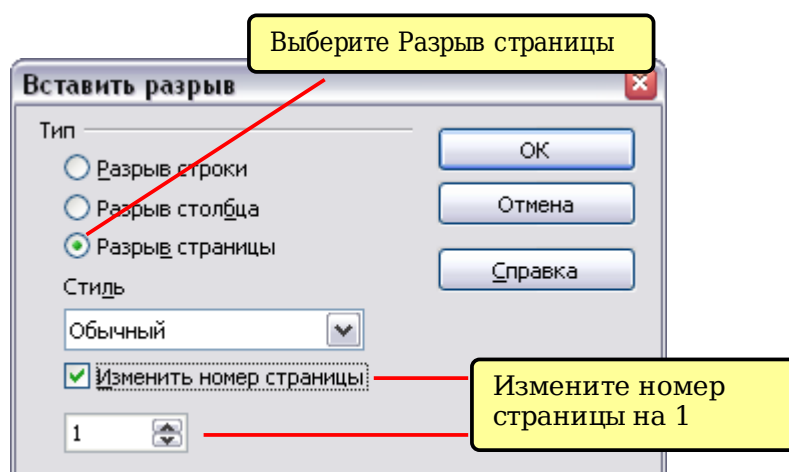 Выберите Разрыв страницы
Вставить разрыв
Тип
Разрыв строки
Разрыв столбца
Разрыв страницы
Стиль
Обычный
Изменить номер страницы
1
ОК
Отмена
Справка
Измените номер
страницы на 1